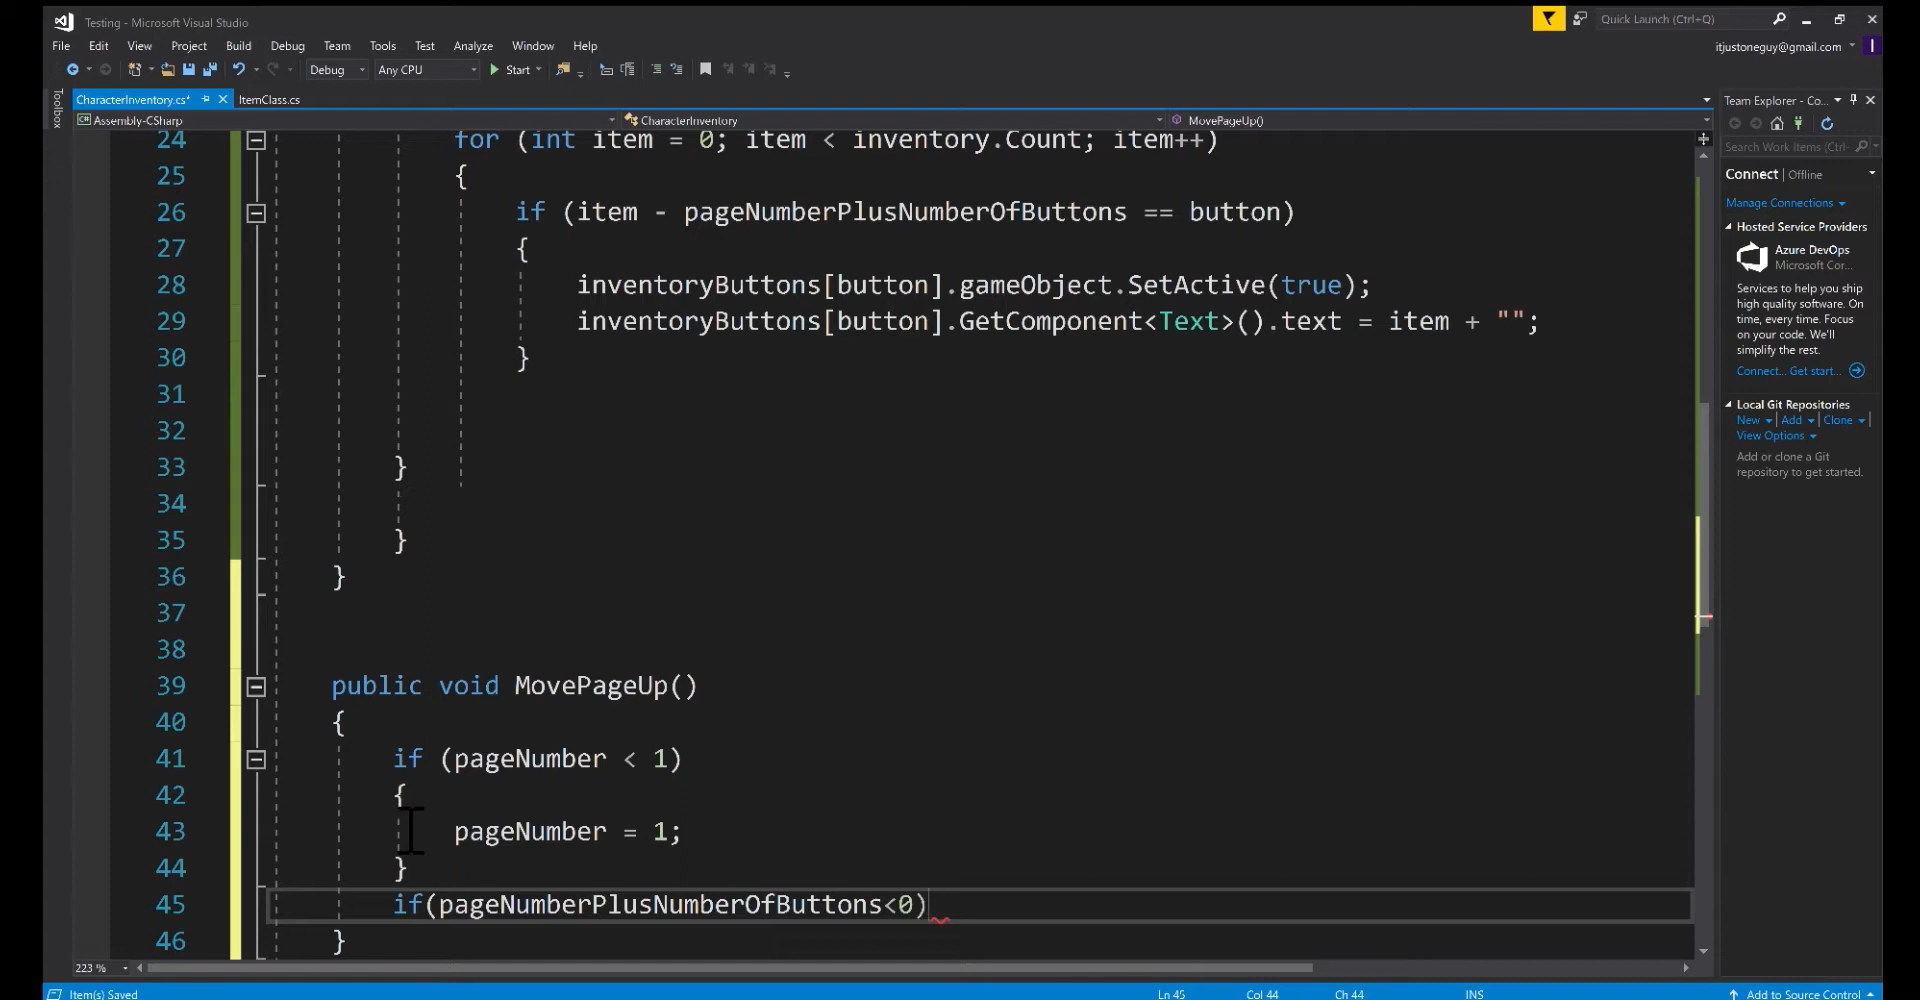 Testing - Microsoft Visual Studio
Quick Launch (Ctrl+Q)
File Edit View Project Build Debug Team Tools Test Analyze Window Help
itjustoneguy@gmail.com
I
Debug Any CPU Start
Toolbox
CharacterInventory.cs* ItemClass.cs
Team Explorer - Co...
Assembly-CSharp CharacterInventory MovePageUp()
24 for (int item = 0; item < inventory.Count; item++)
25 {
26 if (item - pageNumberPlusNumberOfButtons == button)
27 {
28 inventoryButtons[button].gameObject.SetActive(true);
29 inventoryButtons[button].GetComponent<Text>().text = item + "";
30 }
31
32
33 }
34
35 }
36 }
37
38
39 public void MovePageUp()
40 {
41 if (pageNumber < 1)
42 {
43 pageNumber = 1;
44 }
45 if(pageNumberPlusNumberOfButtons<0)
46 }
Search Work Items (Ctrl-
Connect | Offline
Manage Connections
Hosted Service Providers
Azure DevOps
Microsoft Cor...
Services to help you ship
high quality software. On
time, every time. Focus
on your code. We'll
simplify the rest.
Connect... Get start...
Local Git Repositories
New | Add | Clone |
View Options
Add or clone a Git
repository to get started.
223 %
Item(s) Saved Ln 45 Col 44 Ch 44 INS Add to Source Control